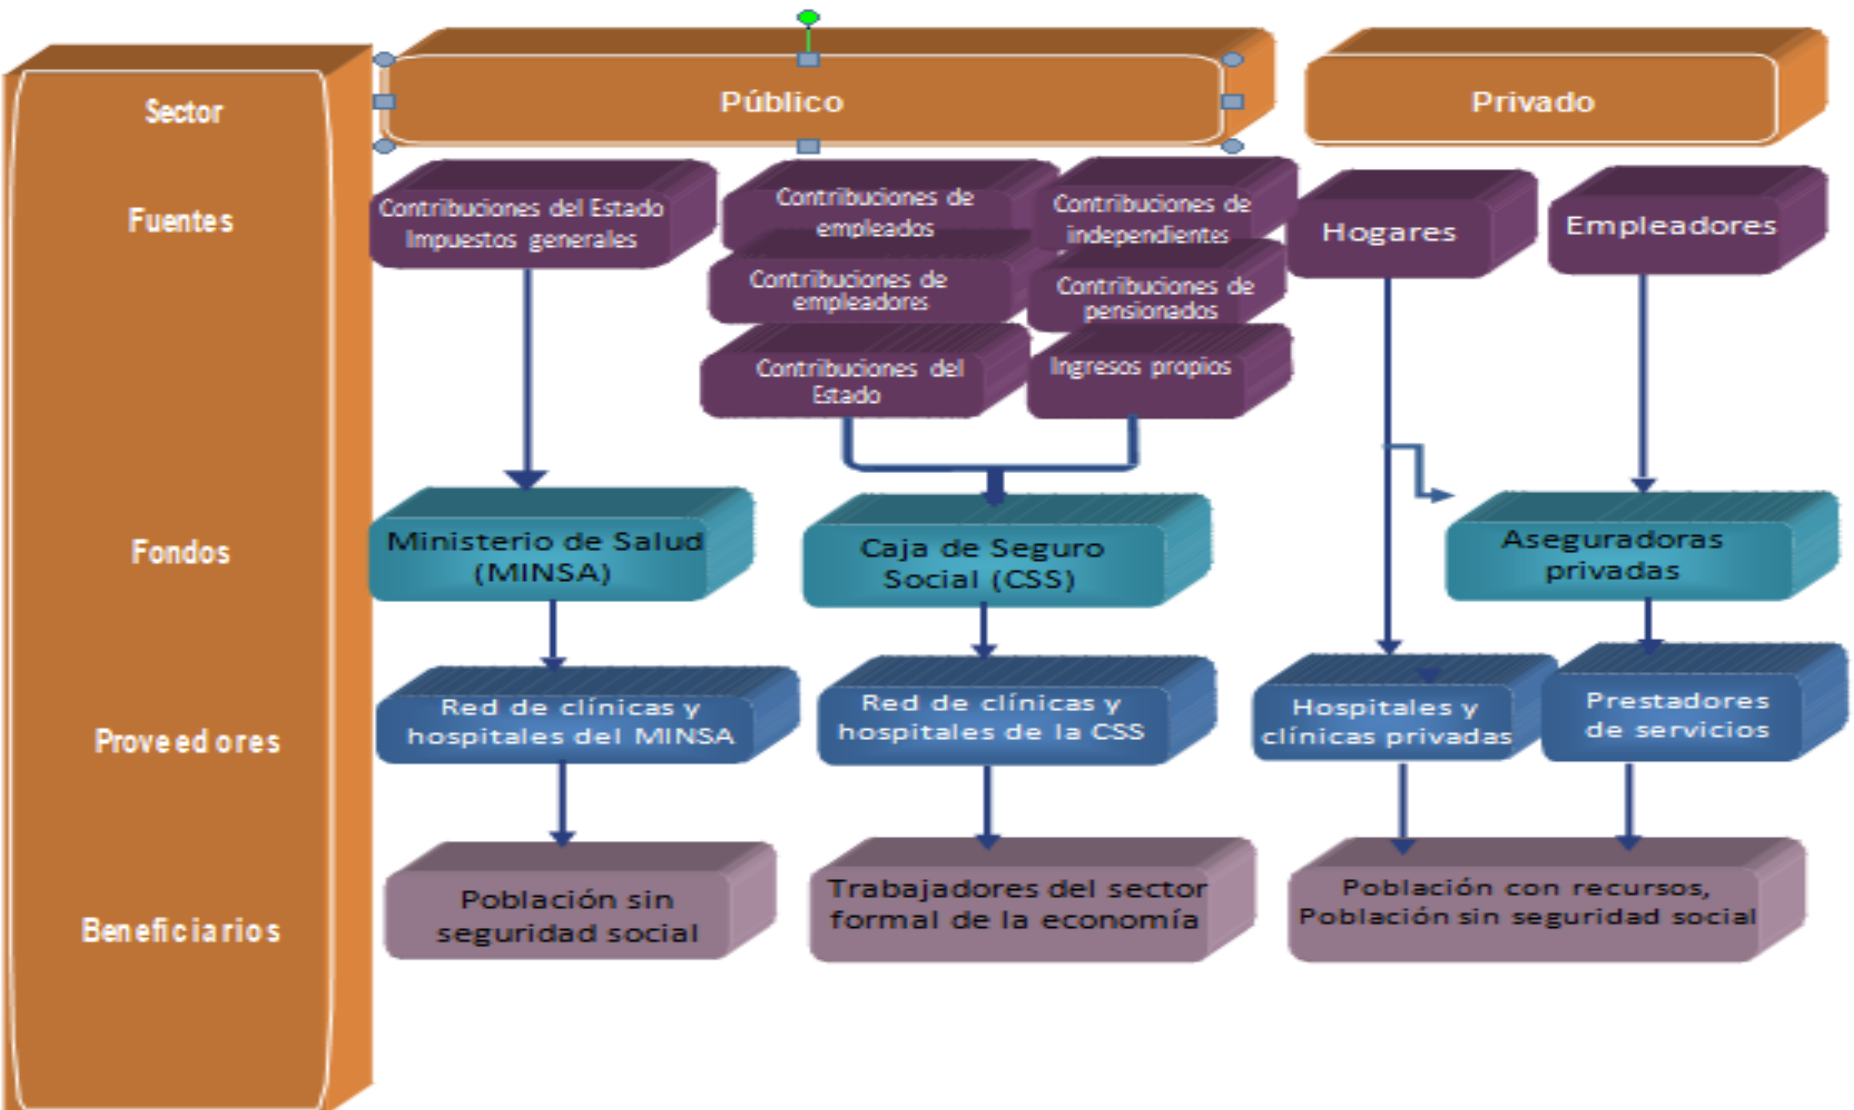 Sector
Público
Privado
Fuentes
Contribuciones del Estado
Impuestos generales
Contribuciones de
empleados
Contribuciones de
independientes
Hogares
Empleadores
Contribuciones de
empleadores
Contribuciones de
pensionados
Contribuciones del
Estado
Ingresos propios
Fondos
Ministerio de Salud
(MINSA)
Caja de Seguro
Social (CSS)
Aseguradoras
privadas
Proveedores
Red de clínicas y
hospitales del MINSA
Red de clínicas y
hospitales de la CSS
Hospitales y
clínicas privadas
Prestadores
de servicios
Beneficiarios
Población sin
seguridad social
Trabajadores del sector
formal de la economía
Población con recursos,
Población sin seguridad social